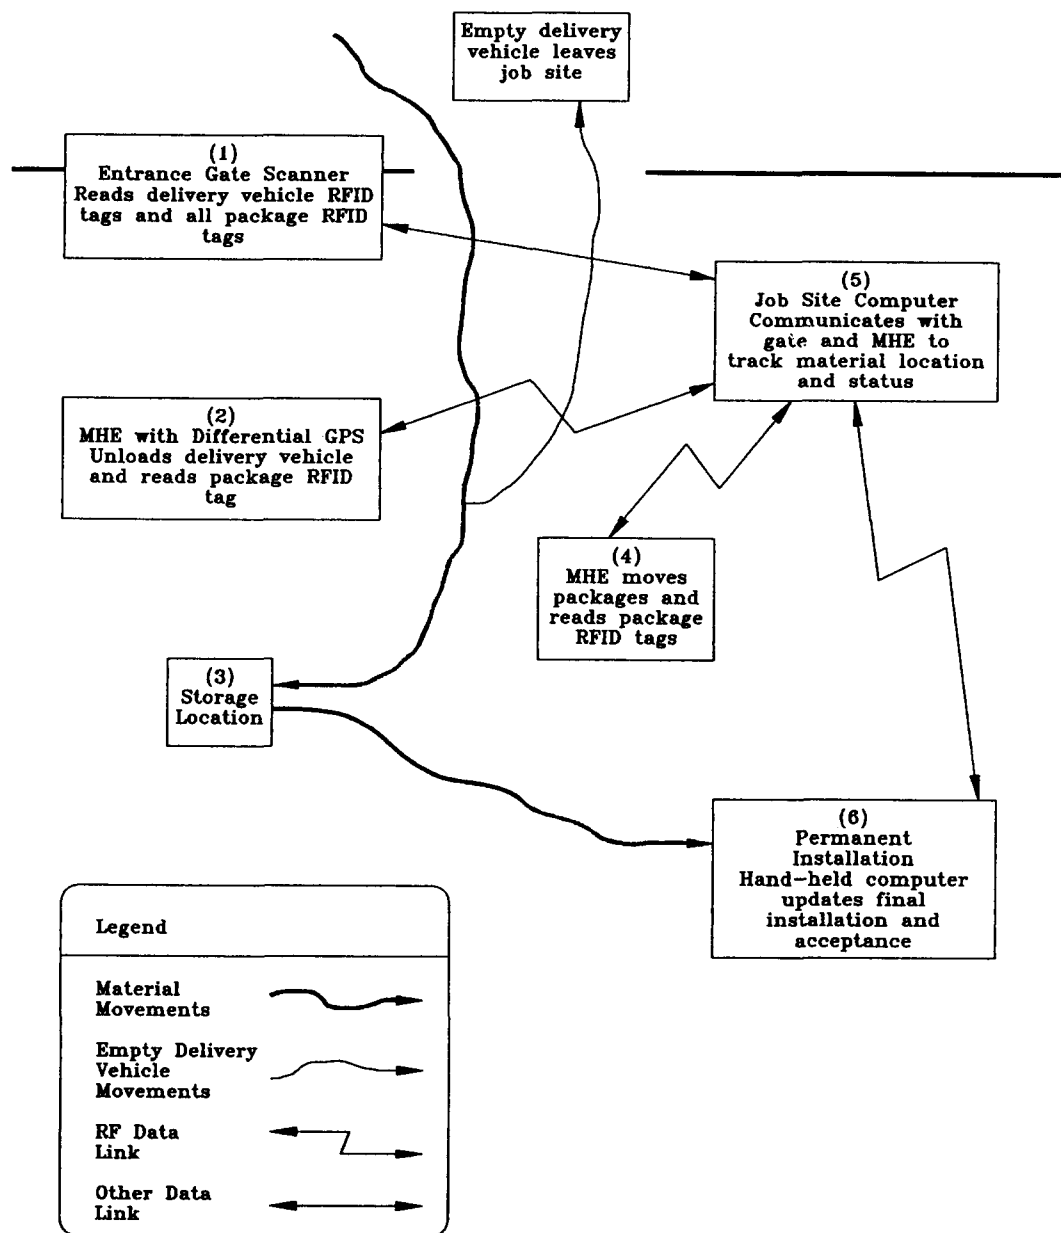 Empty delivery
vehicle leaves
job site
(1)
Entrance Gate Scanner
Reads delivery vehicle RFID
tags and all package RFID
tags
(5)
Job Site Computer
Communicates with
gate and MHE to
track material location
and status
(2)
MHE with Differential GPS
Unloads delivery vehicle
and reads package RFID
tag
(4)
MHE moves
packages and
reads package
RFID tags
(3)
Storage
Location
(6)
Permanent
Installation
Hand-held computer
updates final
installation and
acceptance
Legend
Material
Movements
Empty Delivery
Vehicle
Movements
RF Data
Link
Other Data
Link